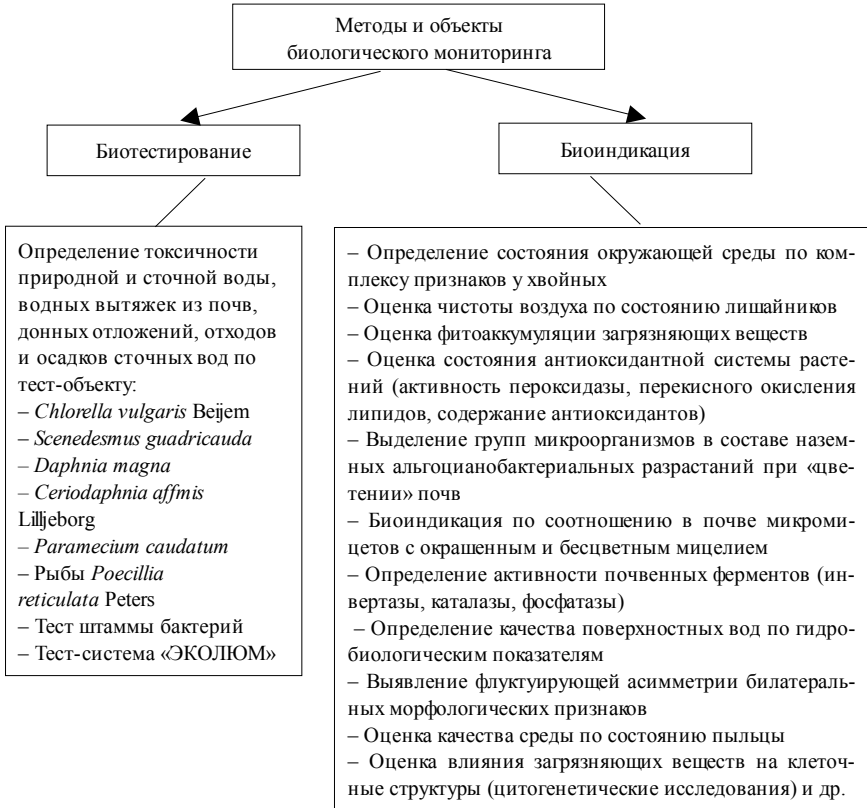 Методы и объекты
биологического мониторинга
Биотестирование
Биоиндикация
Определение токсичности
природной и сточной воды,
водных вытяжек из почв,
донных отложений, отходов
и осадков сточных вод по
тест-объекту:
– Chlorella vulgaris Beijem
– Scenedesmus guadricauda
– Daphnia magna
– Ceriodaphnia affmis
Lilljeborg
– Paramecium caudatum
– Рыбы Poecillia
reticulata Peters
– Тест штаммы бактерий
– Тест-система «ЭКОЛЮМ»
– Определение состояния окружающей среды по ком-
плексу признаков у хвойных
– Оценка чистоты воздуха по состоянию лишайников
– Оценка фитоаккумуляции загрязняющих веществ
– Оценка состояния антиоксидантной системы расте-
ний (активность пероксидазы, перекисного окисления
липидов, содержание антиоксидантов)
– Выделение групп микроорганизмов в составе назем-
ных альгоцианобактериальных разрастаний при «цве-
тении» почв
– Биоиндикация по соотношению в почве микроми-
цетов с окрашенным и бесцветным мицелием
– Определение активности почвенных ферментов (ин-
вертазы, каталазы, фосфатазы)
– Определение качества поверхностных вод по гидро-
биологическим показателям
– Выявление флуктуирующей асимметрии билатераль-
ных морфологических признаков
– Оценка качества среды по состоянию пыльцы
– Оценка влияния загрязняющих веществ на клеточ-
ные структуры (цитогенетические исследования) и др.